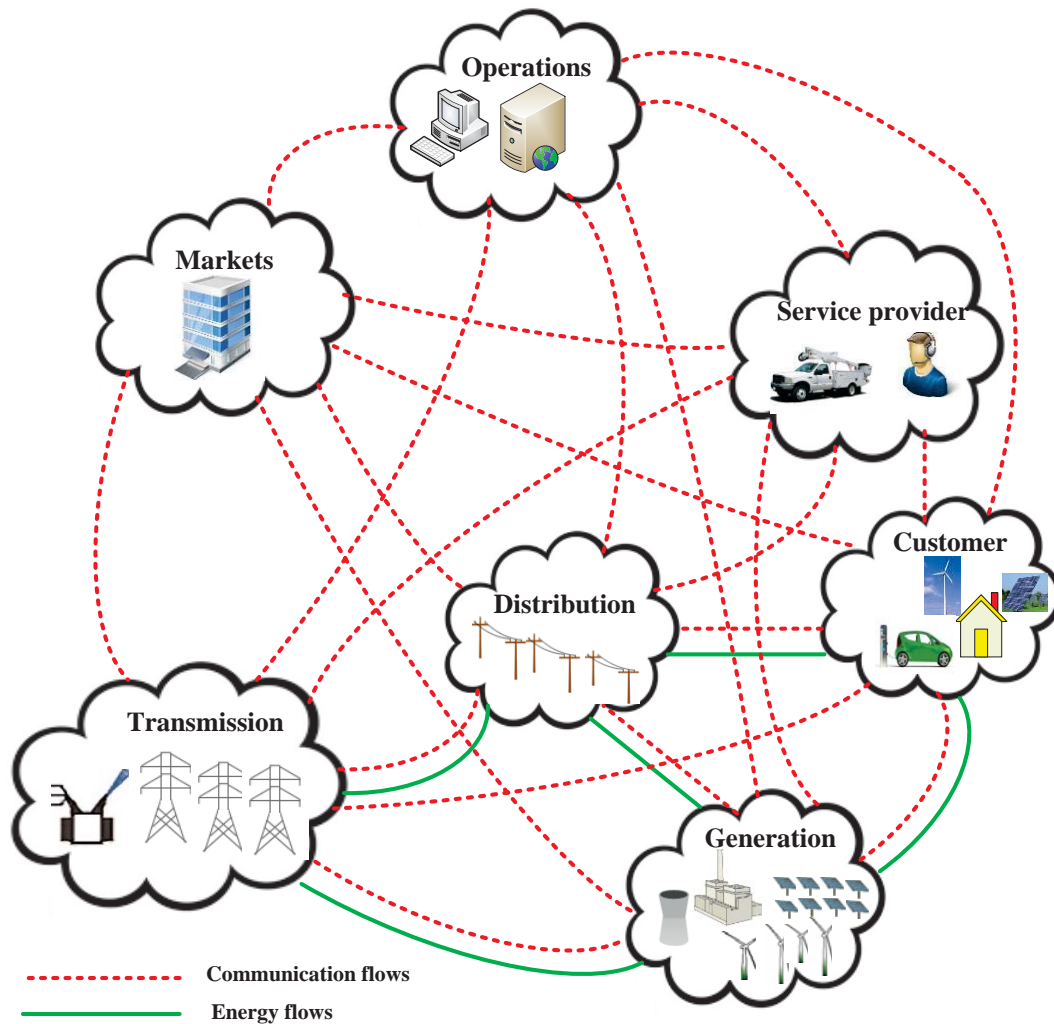 Operations
Markets
Service provider
Customer
Distribution
Transmission
Generation
Communication flows
Energy flows